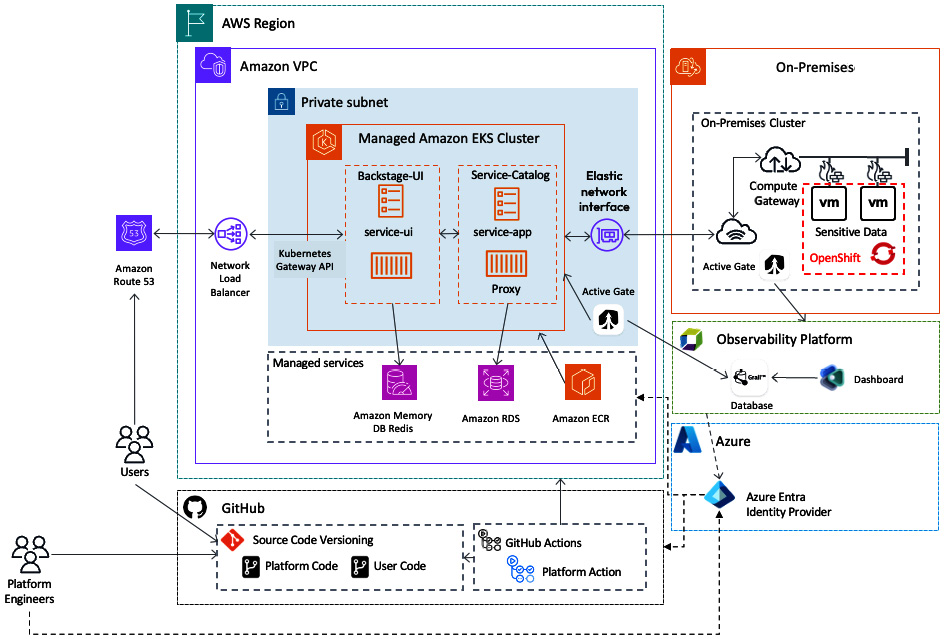 AWS Region
Amazon VPC
Private subnet
Managed Amazon EKS Cluster
Backstage-UI
service-ui
Service-Catalog
service-app
Proxy
Kubernetes
Gateway API
Elastic
network
interface
Active Gate
53
Amazon
Route 53
Network
Load
Balancer
Managed services
Amazon Memory
DB Redis
Amazon RDS
Amazon ECR
On-Premises
On-Premises Cluster
Compute
Gateway
vm
vm
Sensitive Data
OpenShift
Active Gate
Observability Platform
Grail™
Database
Dashboard
Azure
Azure Entra
Identity Provider
Users
Platform
Engineers
GitHub
Source Code Versioning
Platform Code
User Code
GitHub Actions
Platform Action